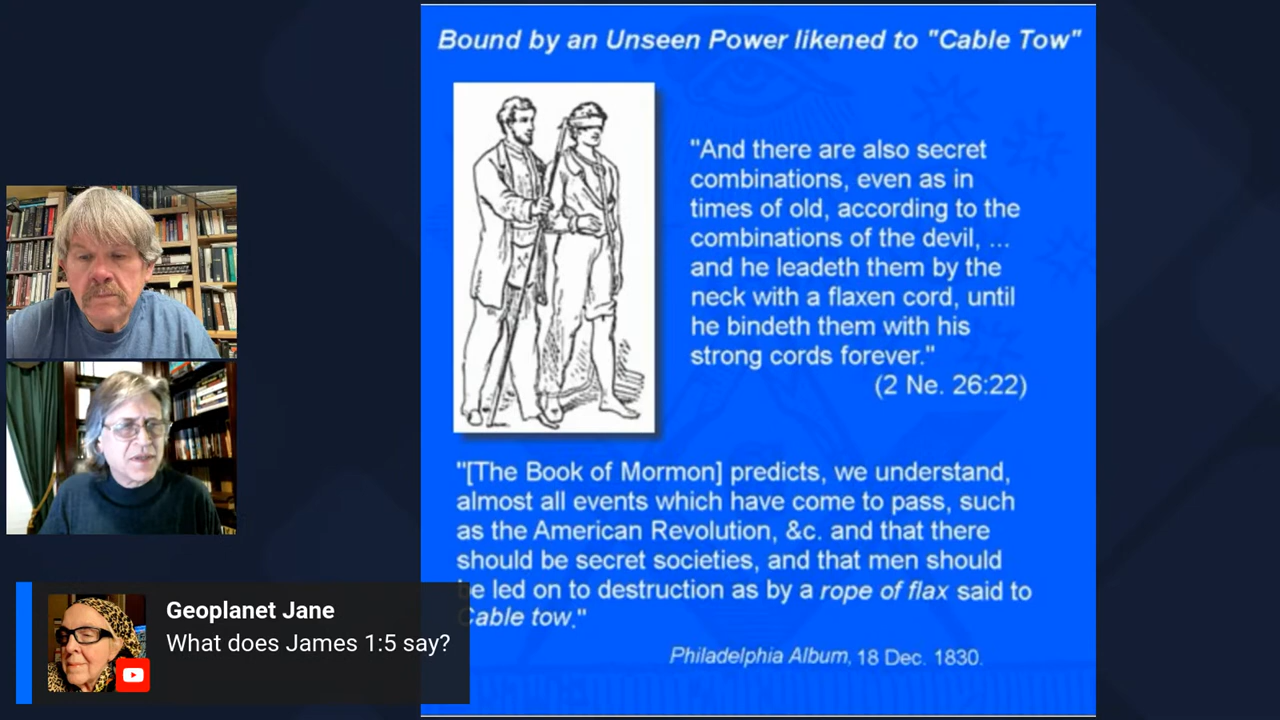 Bound by an Unseen Power likened to "Cable Tow"
"And there are also secret
combinations, even as in
times of old, according to the
combinations of the devil, ...
and he leadeth them by the
neck with a flaxen cord, until
he bindeth them with his
strong cords forever."
(2 Ne. 26:22)
"[The Book of Mormon] predicts, we understand,
almost all events which have come to pass, such
as the American Revolution, &c. and that there
should be secret societies, and that men should
be led on to destruction as by a rope of flax said to
Cable tow."
Philadelphia Album, 18 Dec. 1830.
Geoplanet Jane
What does James 1:5 say?